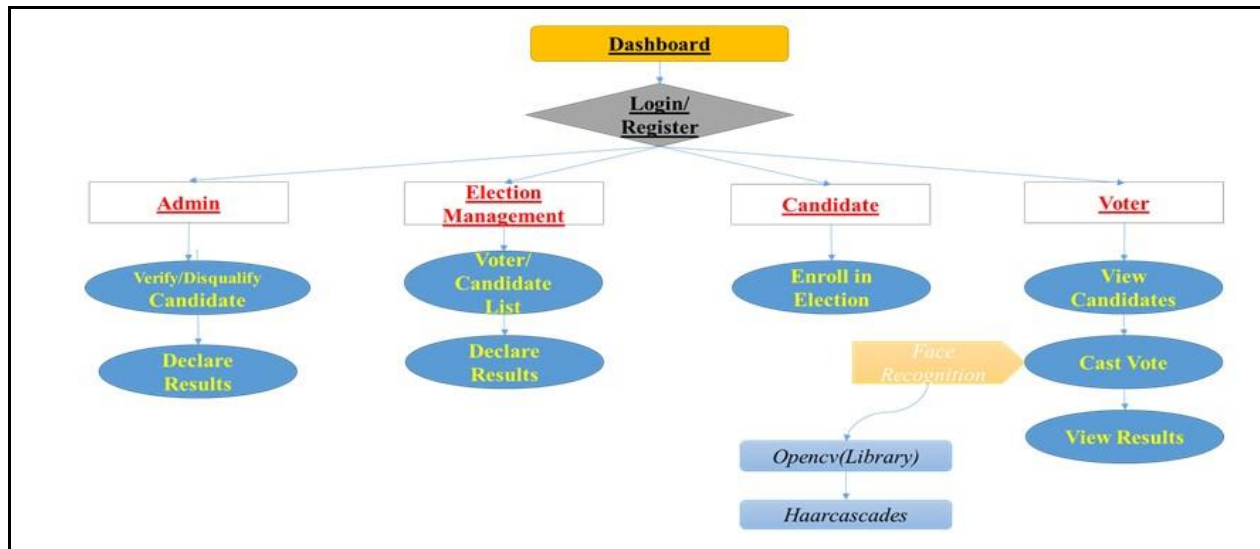 Dashboard
Login/
Register
Admin
Election
Management
Candidate
Voter
Verify/Disqualify
Candidate
Voter/
Candidate
List
Enroll in
Election
View
Candidates
Declare
Results
Declare
Results
Face
Recognition
Cast Vote
View Results
Opencv(Library)
Haarcascades